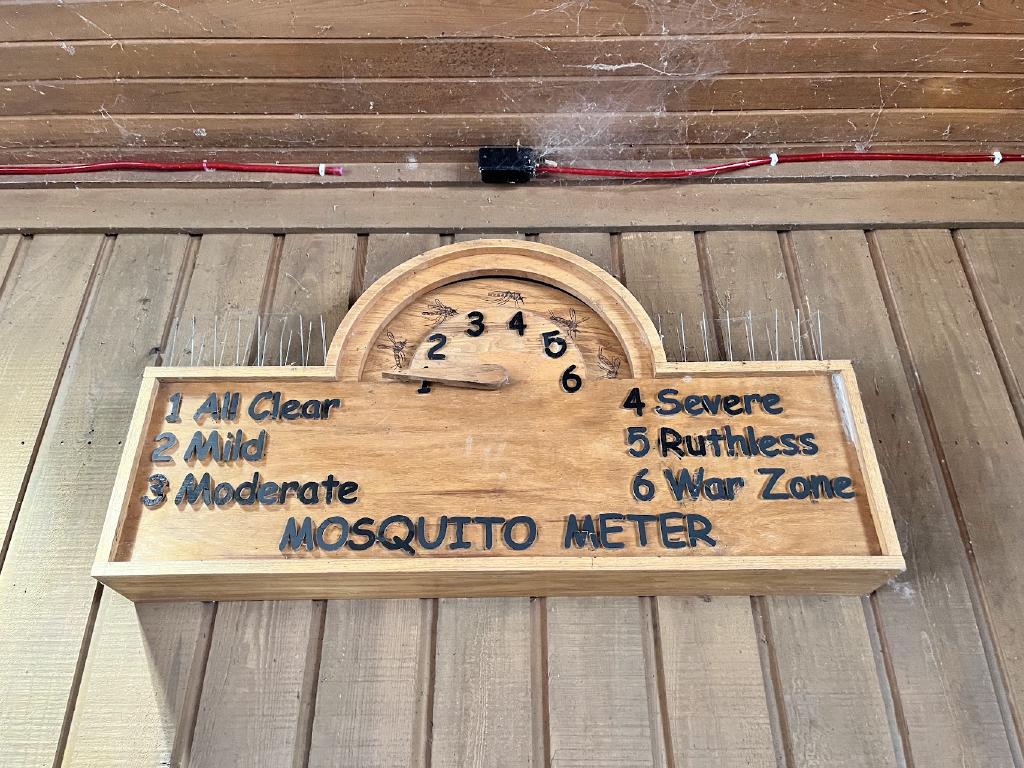 1 2 3 4 5 6
1 All Clear
2 Mild
3 Moderate
4 Severe
5 Ruthless
6 War Zone
MOSQUITO METER